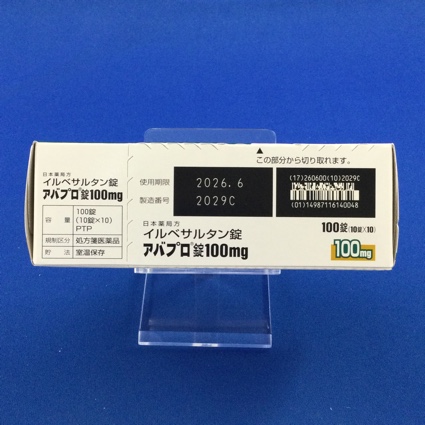 日本薬局方
イルベサルタン錠
アバプロ錠100mg
容量 100錠
(10錠×10)
PTP
規制区分 処方箋医薬品
貯法 室温保存
▲
この部分から切り取れます。
使用期限 2026.6
製造番号 2029C
(17)260600(10)2029C
(01)14987116140048
日本薬局方
イルベサルタン錠
アバプロ錠100mg
100錠(10錠×10)
100mg